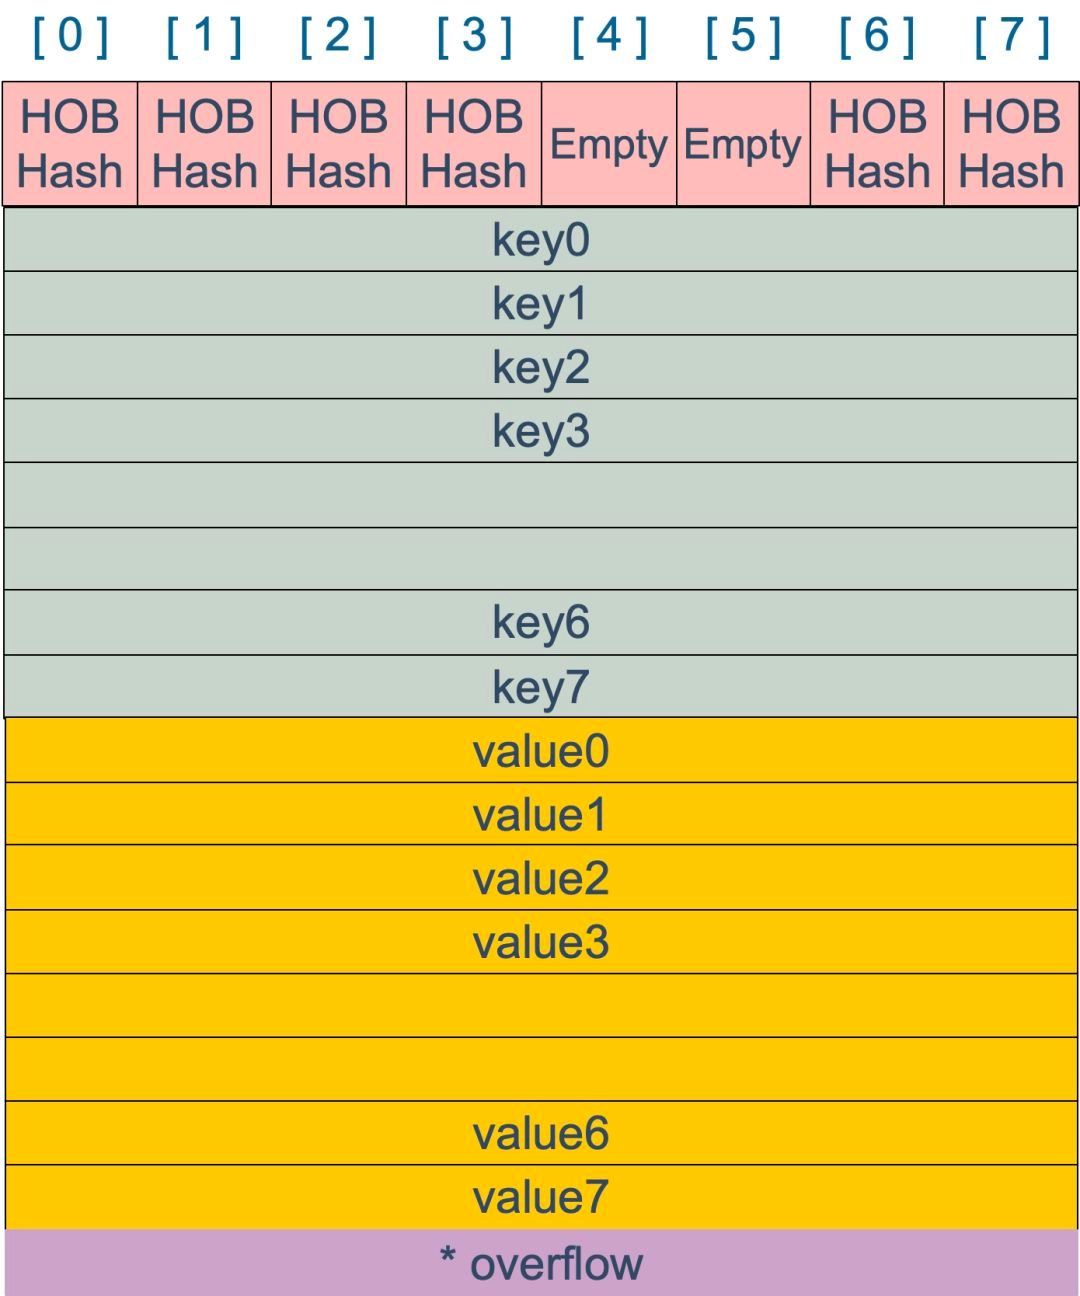 [ 0 ] [ 1 ] [ 2 ] [ 3 ] [ 4 ] [ 5 ] [ 6 ] [ 7 ]
HOB HOB HOB HOB Empty Empty HOB HOB
Hash Hash Hash Hash Hash Hash
key0
key1
key2
key3
key6
key7
value0
value1
value2
value3
value6
value7
* overflow